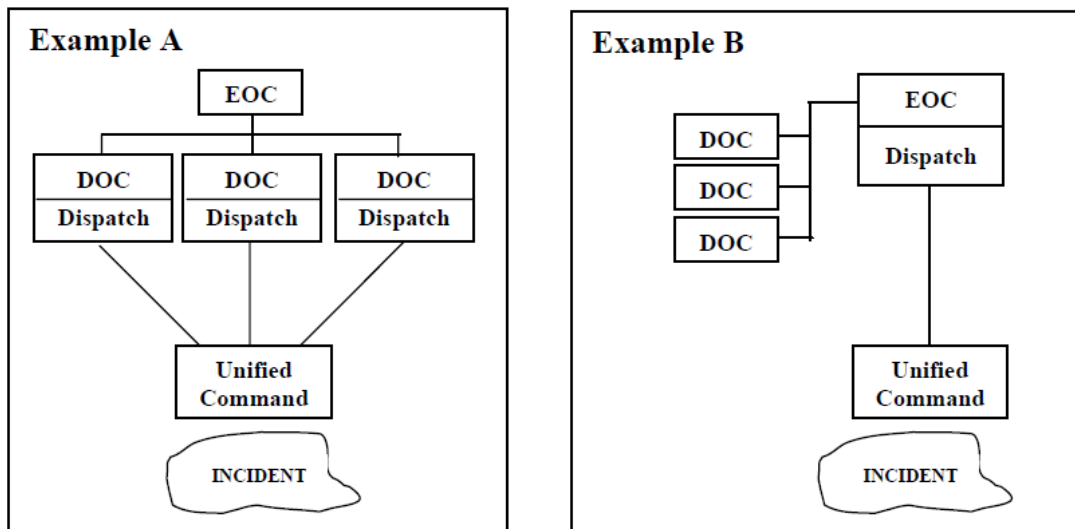 Example A
EOC
DOC
Dispatch
DOC
Dispatch
DOC
Dispatch
Unified
Command
INCIDENT
Example B
EOC
Dispatch
DOC
DOC
DOC
Unified
Command
INCIDENT